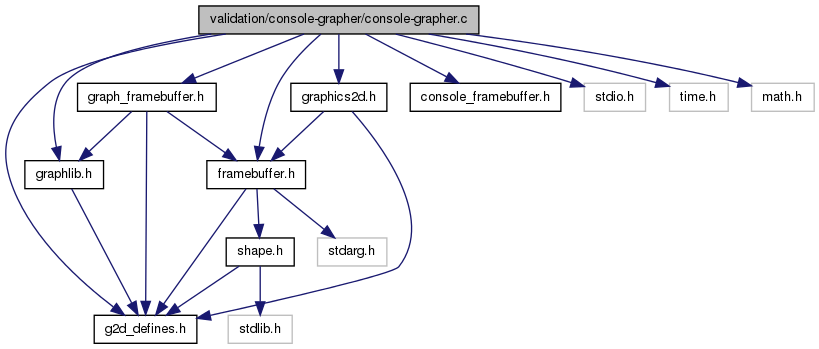 validation/console-grapher/console-grapher.c
graph_framebuffer.h
graphics2d.h
console_framebuffer.h
stdio.h
time.h
math.h
graphlib.h
framebuffer.h
shape.h
stdarg.h
g2d_defines.h
stdlib.h